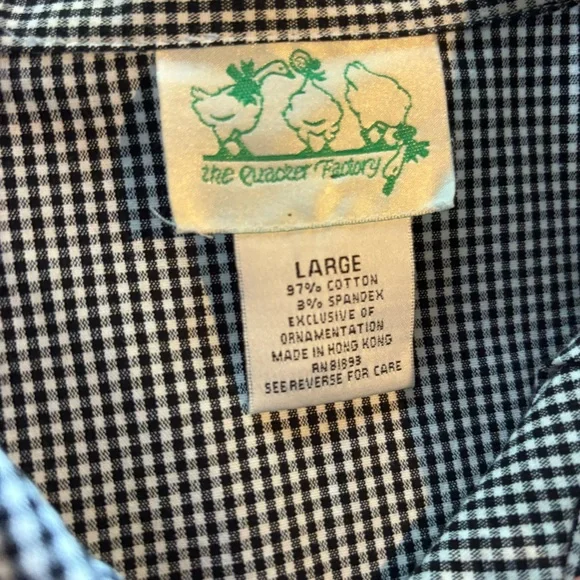 the Quacker Factory
LARGE
97% COTTON
3% SPANDEX
EXCLUSIVE OF
ORNAMENTATION
MADE IN HONG KONG
RN 81893
SEE REVERSE FOR CARE